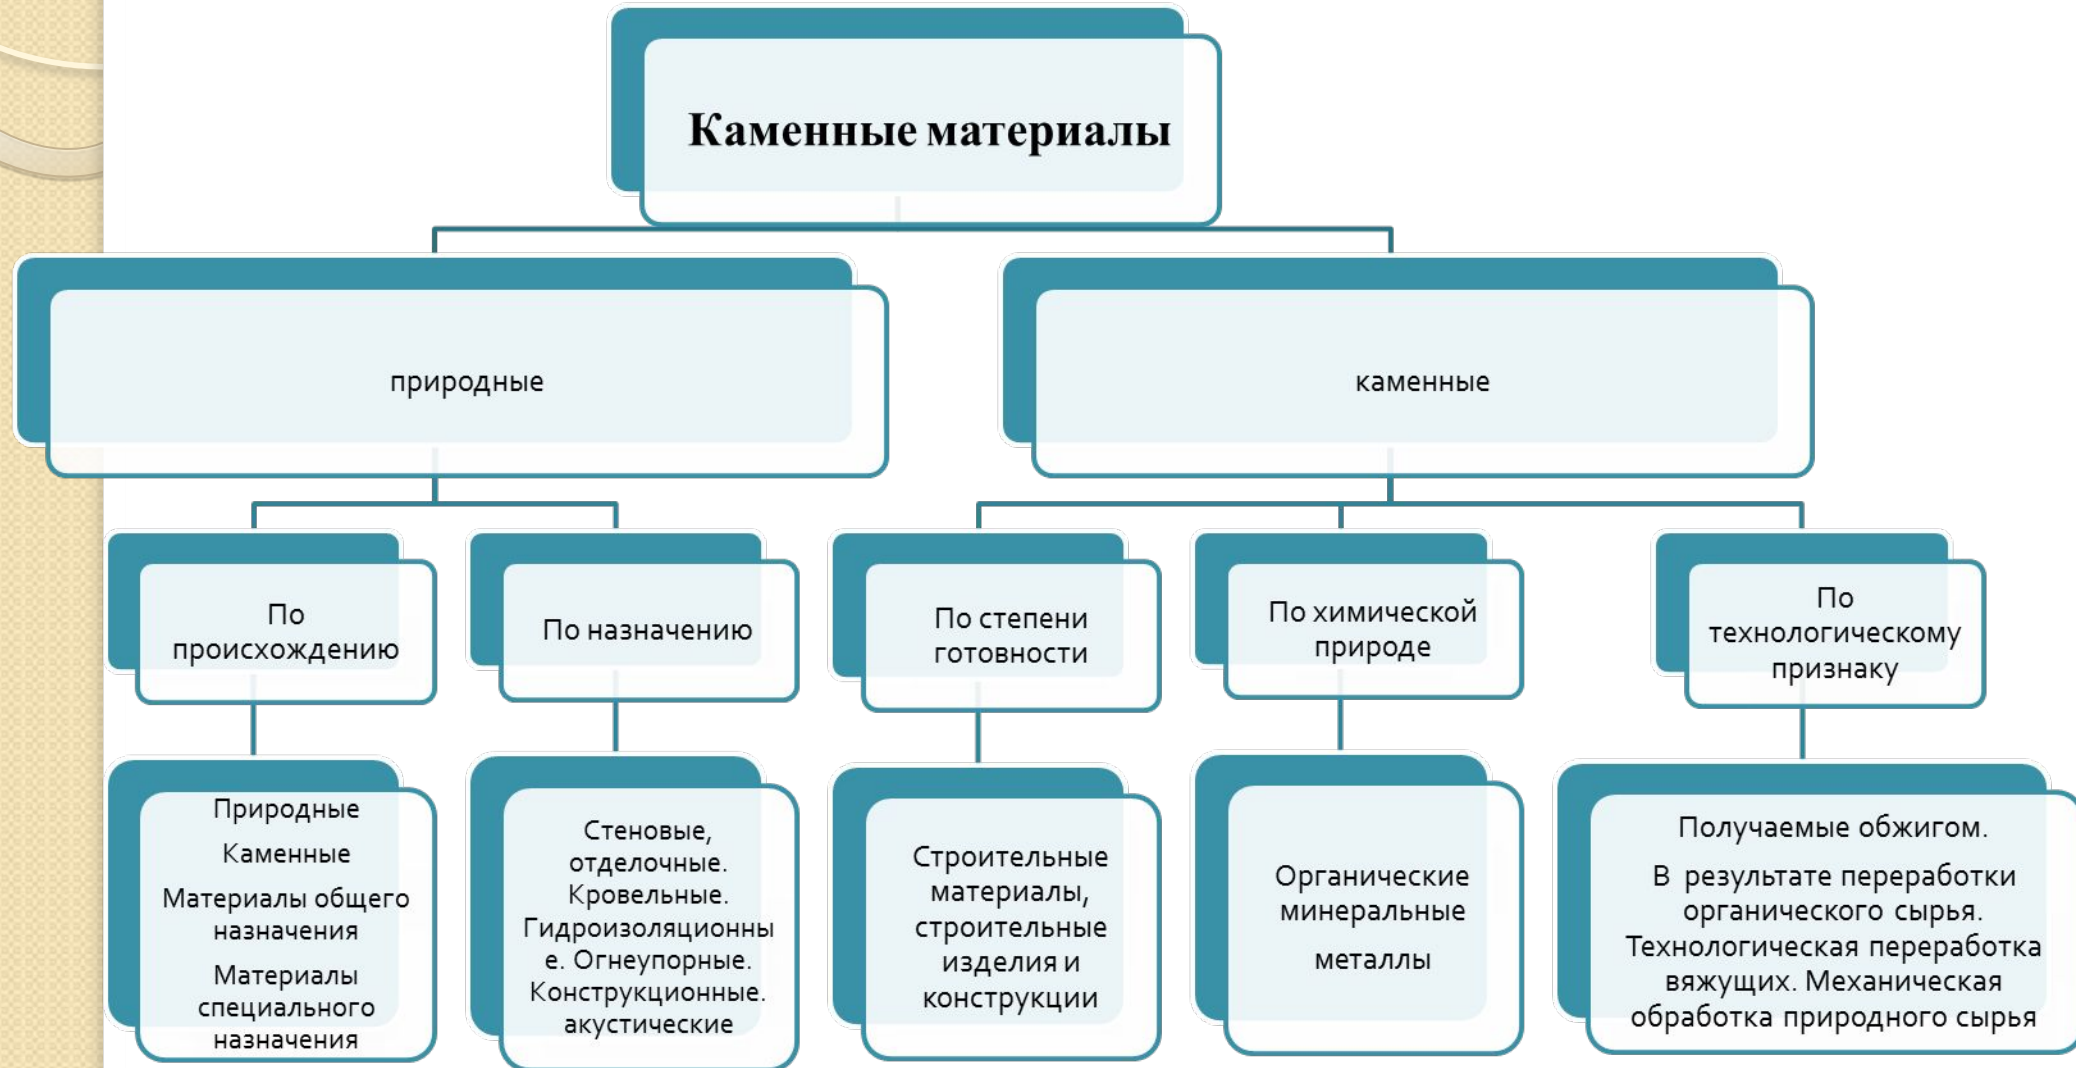 Каменные материалы
природные
каменные
По
происхождению
По назначению
По степени
готовности
По химической
природе
По
технологическому
признаку
Природные
Каменные
Материалы общего
назначения
Материалы
специального
назначения
Стеновые,
отделочные.
Кровельные.
Гидроизоляционны
е. Огнеупорные.
Конструкционные.
акустические
Строительные
материалы,
строительные
изделия и
конструкции
Органические
минеральные
металлы
Получаемые обжигом.
В результате переработки
органического сырья.
Технологическая переработка
вяжущих. Механическая
обработка природного сырья